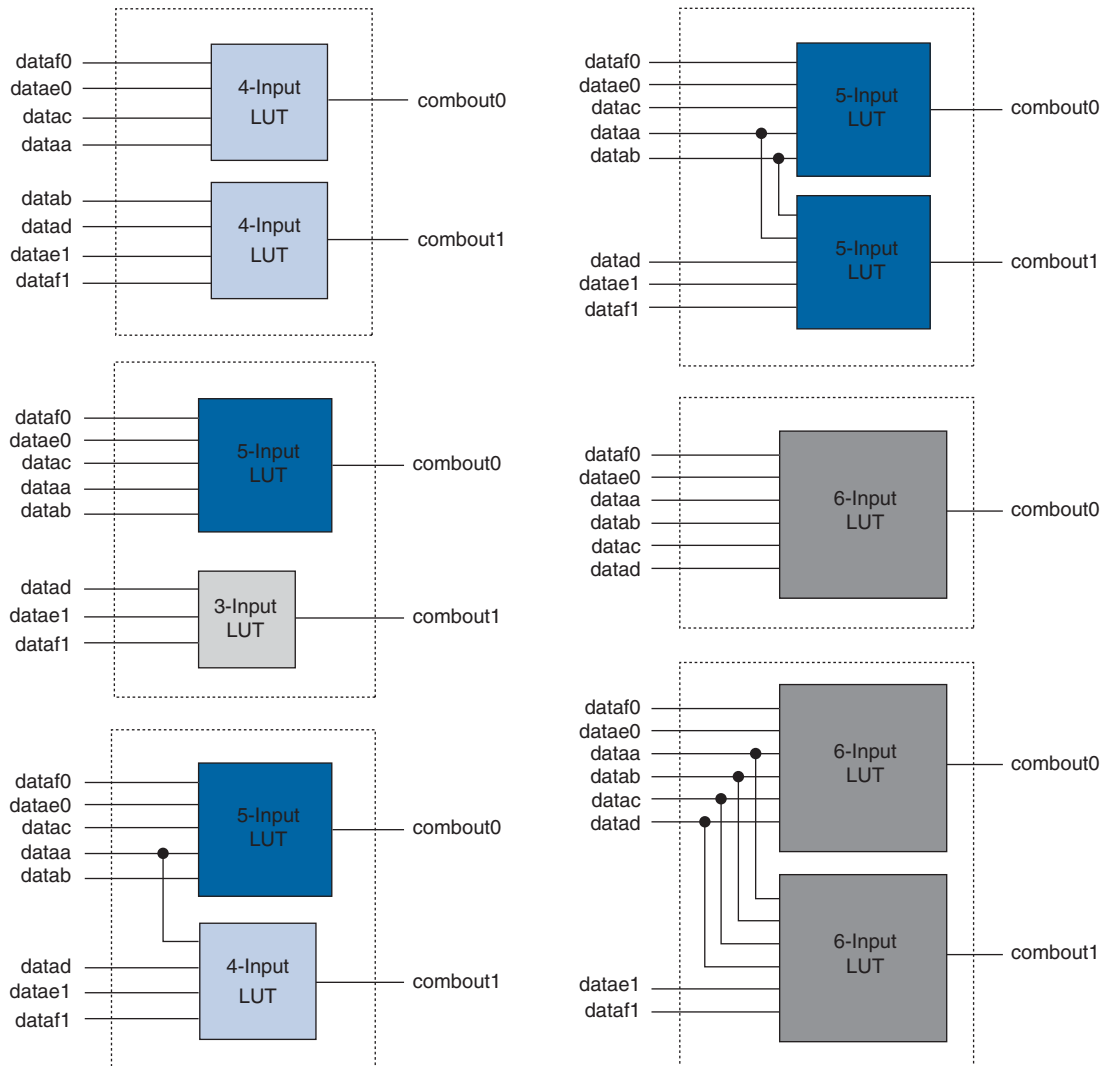 dataf0
datae0
datac
dataa
4-Input
LUT
combout0
datab
datad
datae1
dataf1
4-Input
LUT
combout1
dataf0
datae0
datac
dataa
datab
5-Input
LUT
combout0
datad
datae1
dataf1
3-Input
LUT
combout1
dataf0
datae0
datac
dataa
datab
5-Input
LUT
combout0
datad
datae1
dataf1
4-Input
LUT
combout1
dataf0
datae0
datac
dataa
datab
5-Input
LUT
combout0
datad
datae1
dataf1
5-Input
LUT
combout1
dataf0
datae0
dataa
datab
datac
datad
6-Input
LUT
combout0
dataf0
datae0
dataa
datab
datac
datad
6-Input
LUT
combout0
datae1
dataf1
6-Input
LUT
combout1